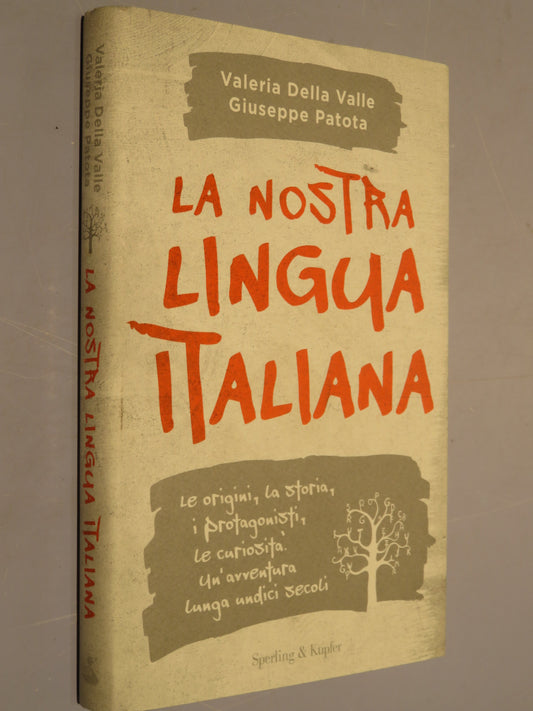 Valeria Della Valle
Giuseppe Patota
LA NOSTRA LINGUA ITALIANA
Valeria Della Valle
Giuseppe Patota
LA NOSTRA
LINGUA
ITALIANA
Le origini, la storia,
i protagonisti,
le curiosità.
Un'avventura
lunga undici secoli
Sperling & Kupfer